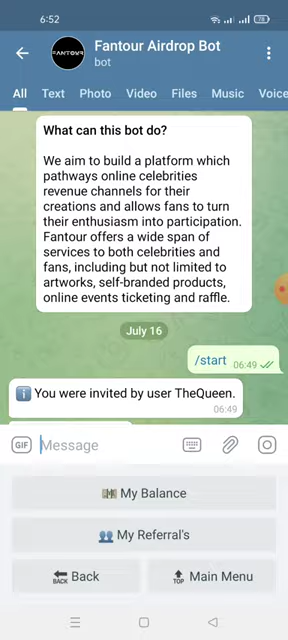 6:52
78
FANTOUR
Fantour Airdrop Bot
bot
All Text Photo Video Files Music Voice
What can this bot do?
We aim to build a platform which
pathways online celebrities
revenue channels for their
creations and allows fans to turn
their enthusiasm into participation.
Fantour offers a wide span of
services to both celebrities and
fans, including but not limited to
artworks, self-branded products,
online events ticketing and raffle.
July 16
/start 06:49
You were invited by user TheQueen.
06:49
GIF Message
My Balance
My Referral's
BACK Back
TOP Main Menu